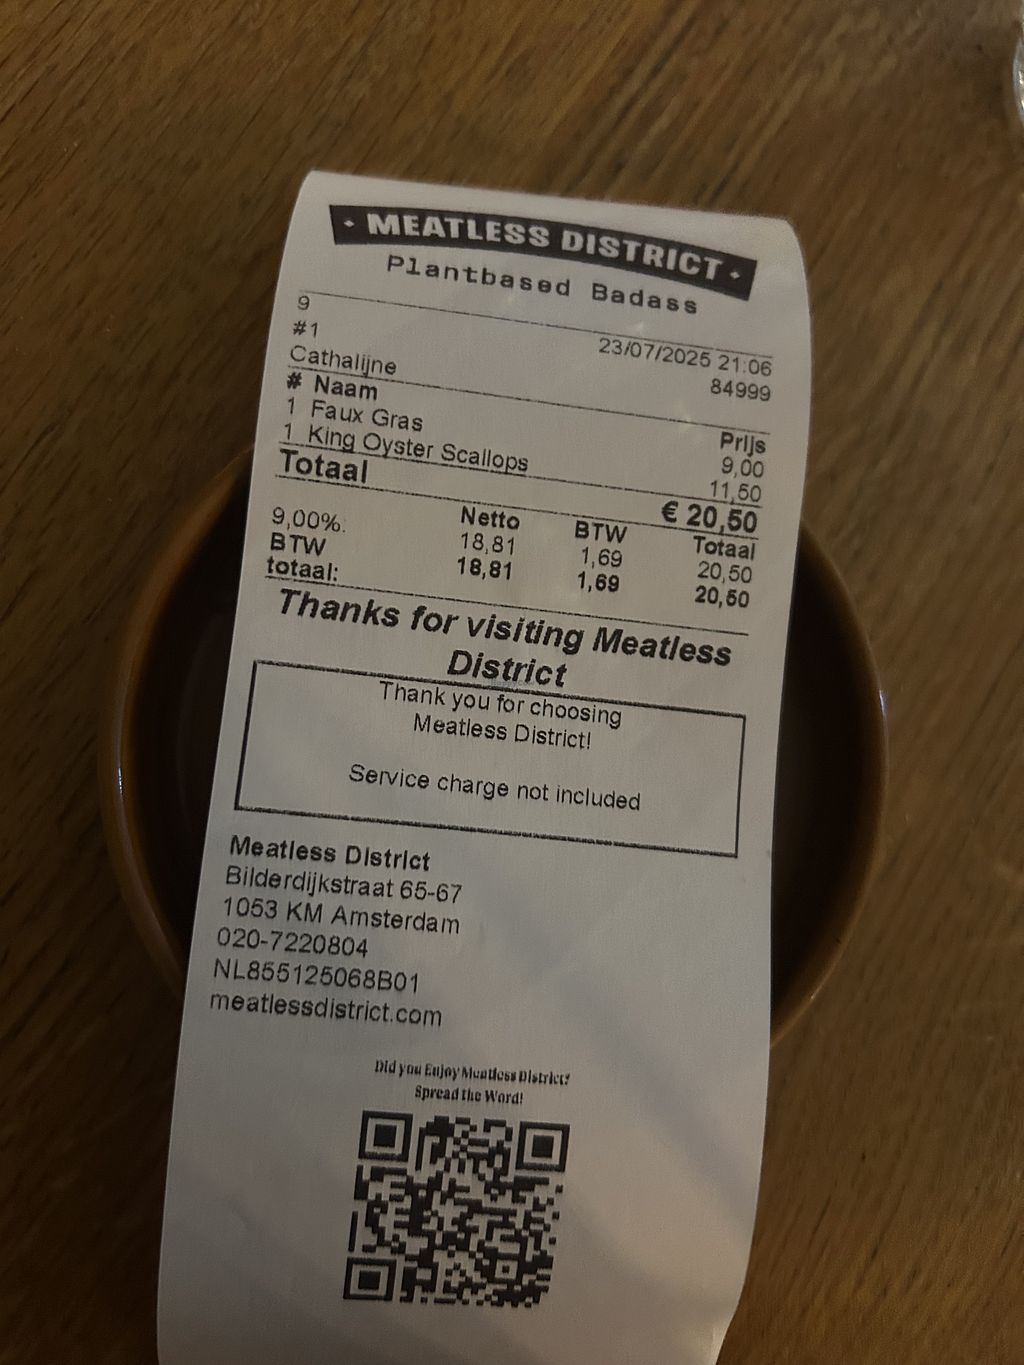 MEATLESS DISTRICT
Plantbased Badass
9 23/07/2025 21:06
#1 84999
Cathalijne
# Naam Prijs
1 Faux Gras 9,00
1 King Oyster Scallops 11,50
Totaal € 20,50
Netto BTW Totaal
9,00%: 18,81 1,69 20,50
BTW totaal: 18,81 1,69 20,50
Thanks for visiting Meatless
District
Thank you for choosing
Meatless District!
Service charge not included
Meatless District
Bilderdijkstraat 65-67
1053 KM Amsterdam
020-7220804
NL855125068B01
meatlessdistrict.com
Did you Enjoy Meatless District?
Spread the Word!